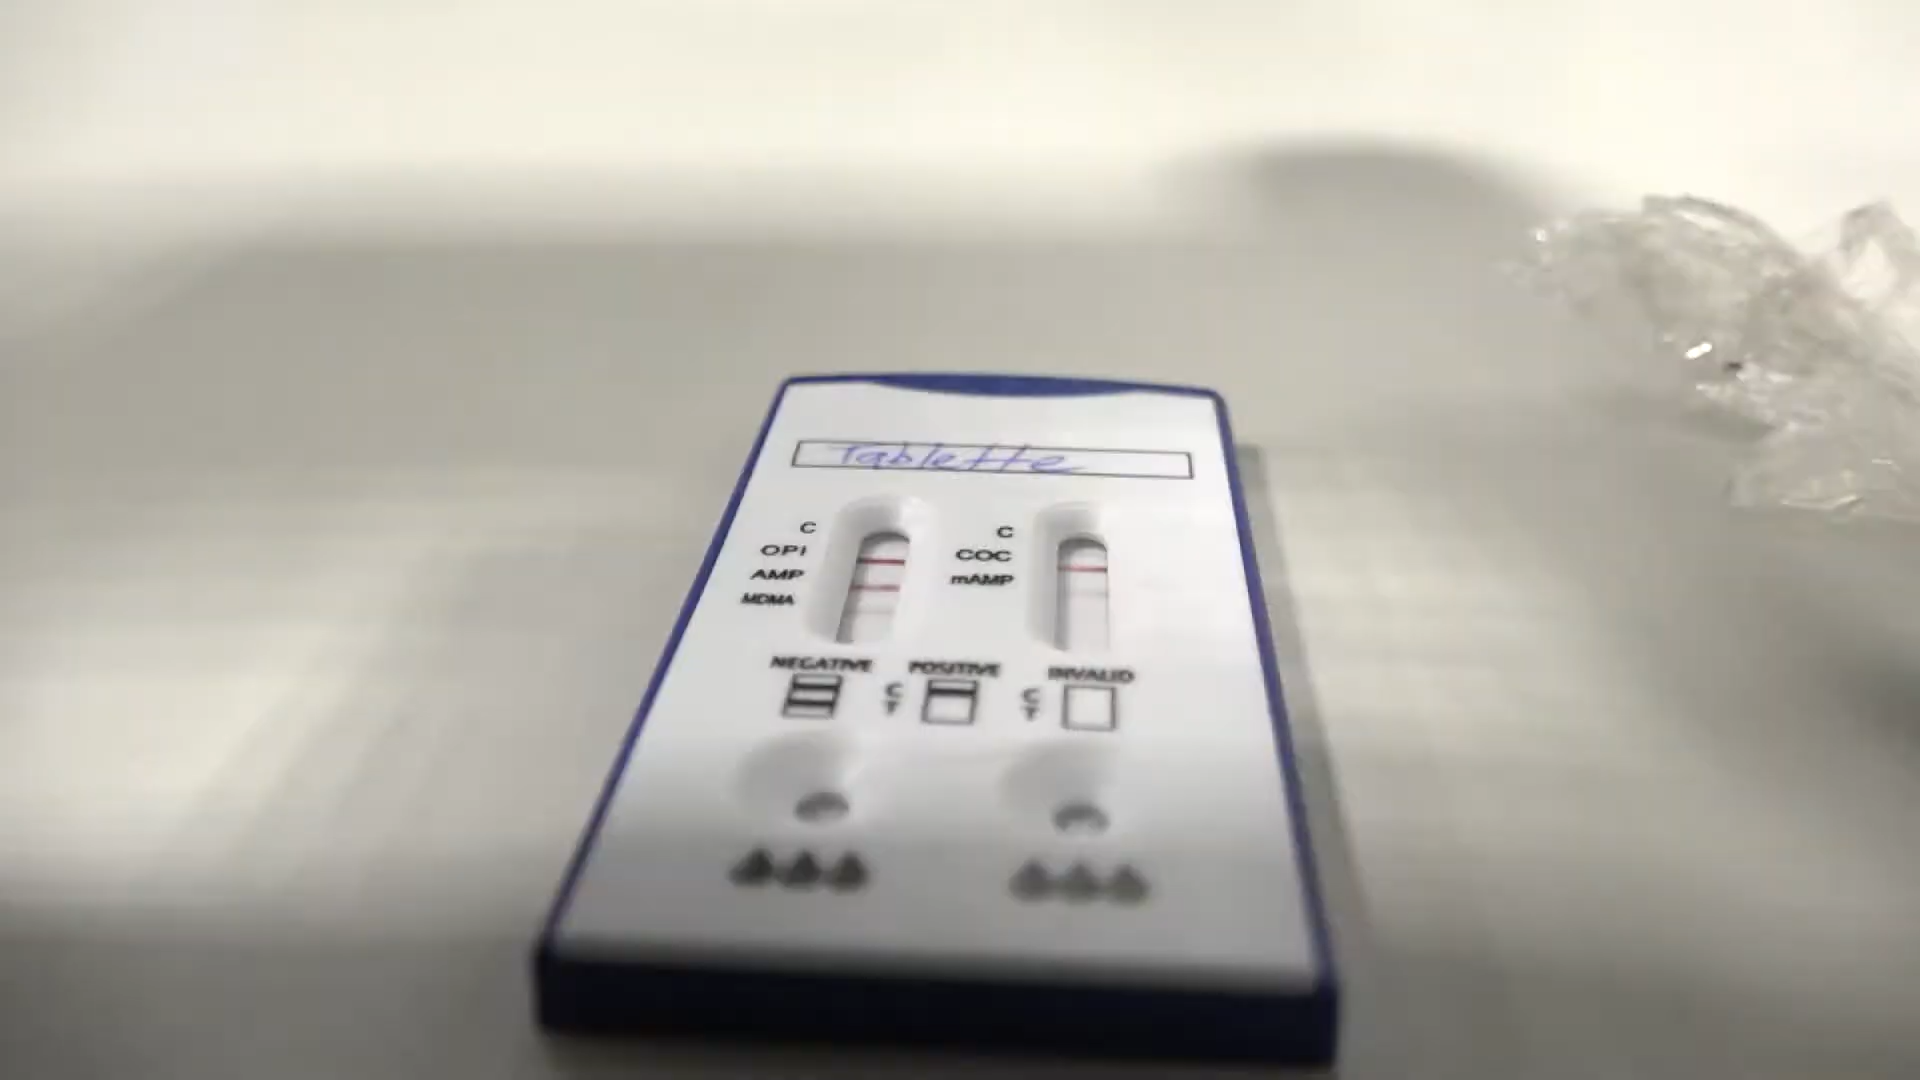 Tablette
C
OPI
AMP
MDMA
C
COC
mAMP
NEGATIVE POSITIVE INVALID
C
T
C
T